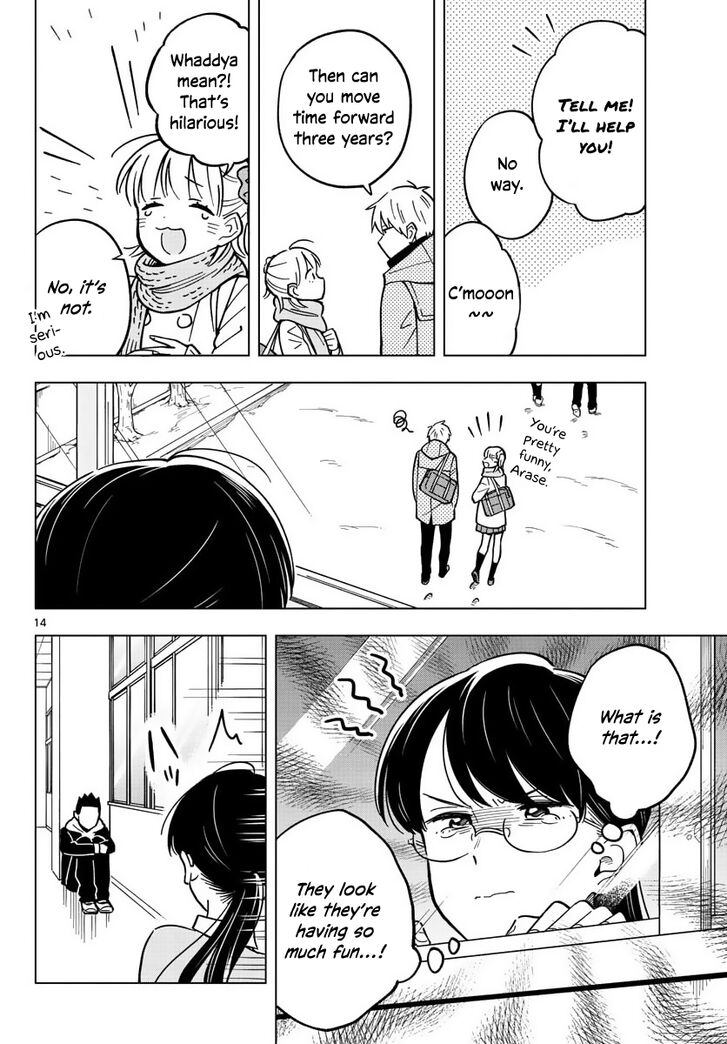 TELL ME!
I'LL HELP
YOU!
No
way.
C'mooon
~~
Then can
you move
time forward
three years?
Whaddya
mean?!
That's
hilarious!
No, it's
not.
I'm
seri-
ous.
You're
pretty
funny,
Arase.
14
What is
that...!
They look
like they're
having so
much fun...!